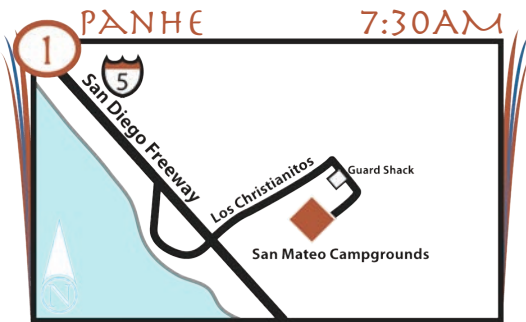 1
PANHE 7:30AM
5
San Diego Freeway
Los Christianitos
Guard Shack
San Mateo Campgrounds
N